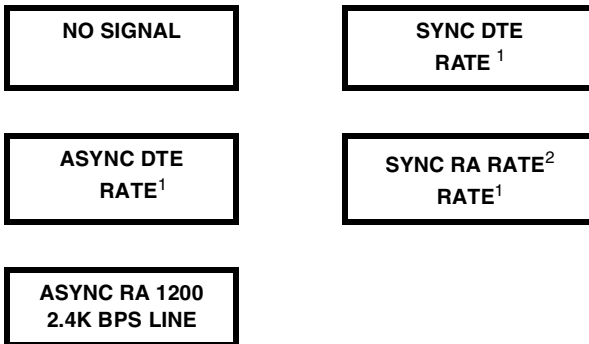 NO SIGNAL
SYNC DTE
RATE 1
ASYNC DTE
RATE1
SYNC RA RATE2
RATE1
ASYNC RA 1200
2.4K BPS LINE